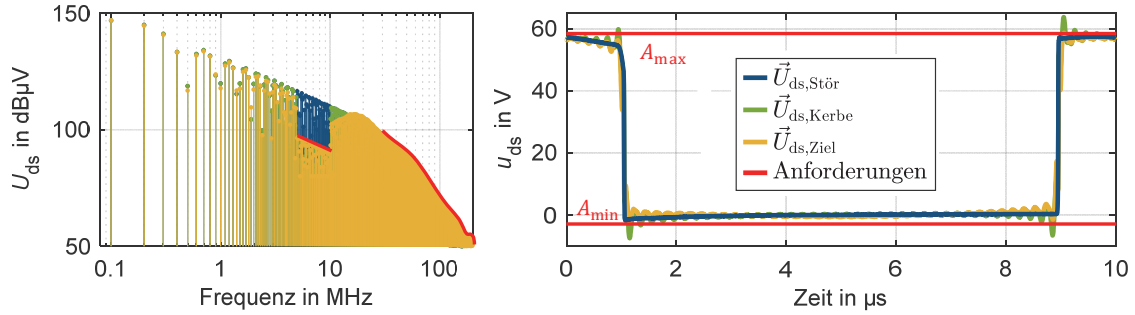 150
100
50
0.1
1
10
100
Frequenz in MHz
U_ds in dBµV
60
40
20
0
0
2
4
6
8
10
Zeit in µs
u_ds in V
A_max
A_min
U⃗_ds,Stör
U⃗_ds,Kerbe
U⃗_ds,Ziel
Anforderungen